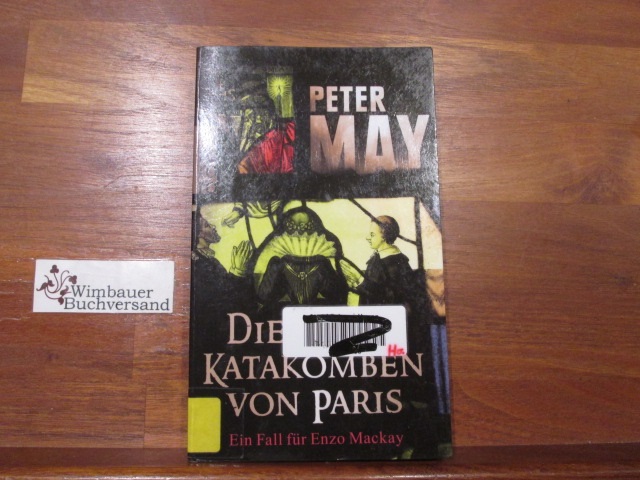 PETER
MAY
Wimbauer
Buchversand
DIE
KATAKOMBEN
VON PARIS
Ein Fall für Enzo Mackay